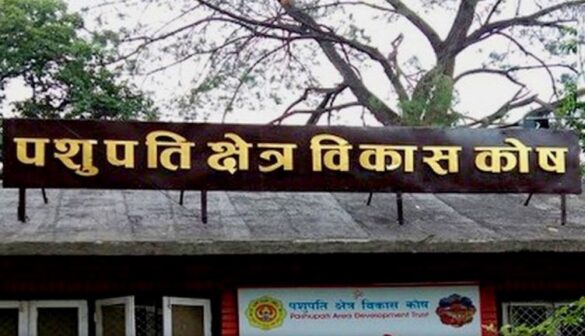 पशुपति क्षेत्र विकास कोष
पशुपति क्षेत्र विकास कोष
Pashupati Area Development Trust